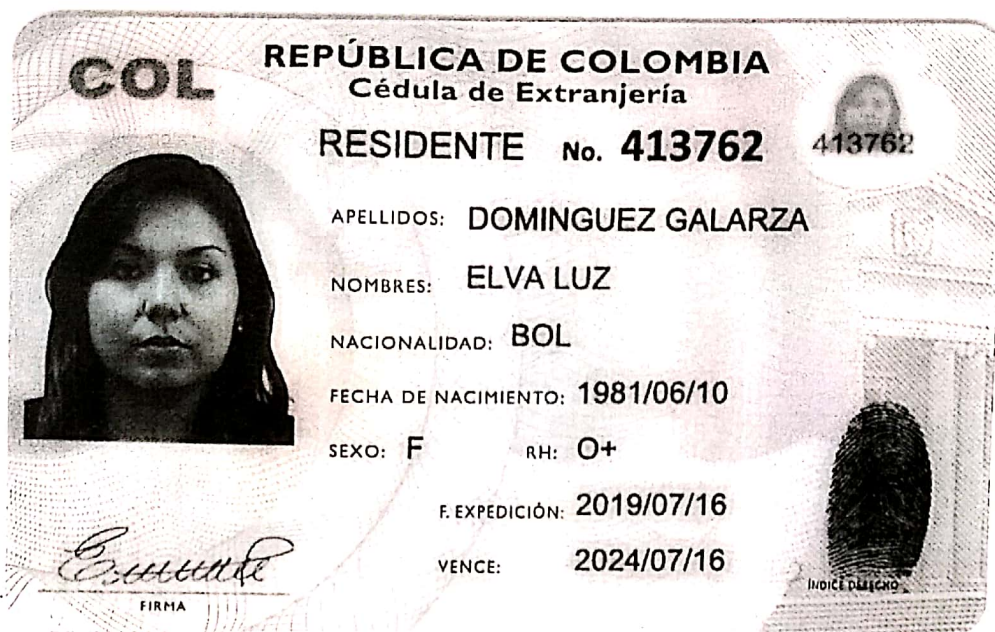 COL
REPÚBLICA DE COLOMBIA
Cédula de Extranjería
RESIDENTE No. 413762
413762
APELLIDOS: DOMINGUEZ GALARZA
NOMBRES: ELVA LUZ
NACIONALIDAD: BOL
FECHA DE NACIMIENTO: 1981/06/10
SEXO: F RH: O+
F. EXPEDICIÓN: 2019/07/16
VENCE: 2024/07/16
FIRMA
ÍNDICE DERECHO